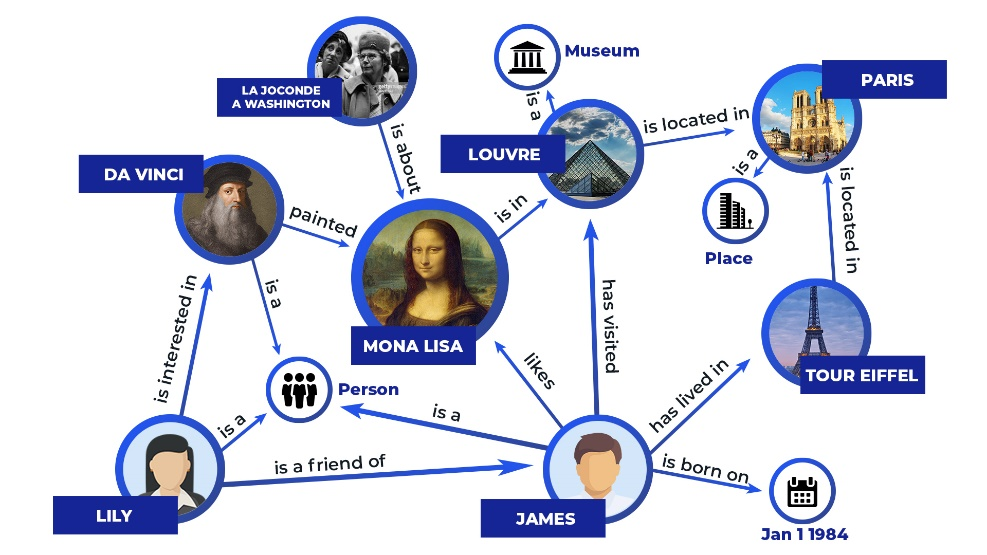 Museum
PARIS
LA JOCONDE
A WASHINGTON
is a
is located in
is about
LOUVRE
is a
DA VINCI
is located in
painted
is in
Place
is a
has visited
is interested in
MONA LISA
likes
TOUR EIFFEL
Person
has lived in
is a
is a
is a friend of
is born on
LILY
JAMES
Jan 1 1984